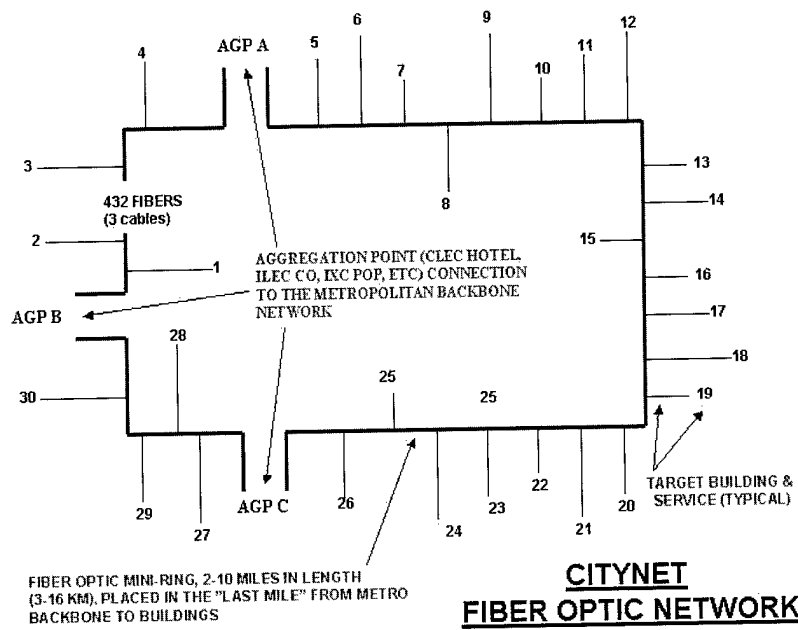 4
AGP A
5
6
7
9
10
11
12
3
13
432 FIBERS
(3 cables)
8
14
2
15
1
AGGREGATION POINT (CLEC HOTEL,
ILEC CO, IXC POP, ETC) CONNECTION
TO THE METROPOLITAN BACKBONE
NETWORK
16
AGP B
17
28
18
25
25
30
19
29
27
AGP C
26
24
23
22
21
20
TARGET BUILDING &
SERVICE (TYPICAL)
FIBER OPTIC MINI-RING, 2-10 MILES IN LENGTH
(3-16 KM), PLACED IN THE "LAST MILE" FROM METRO
BACKBONE TO BUILDINGS
CITYNET
FIBER OPTIC NETWORK